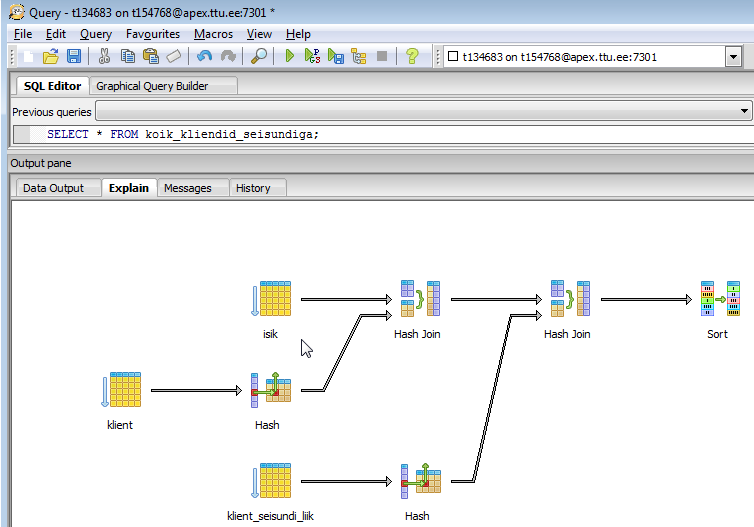 Query - t134683 on t154768@apex.ttu.ee:7301 *
File Edit Query Favourites Macros View Help
t134683 on t154768@apex.ttu.ee:7301
SQL Editor Graphical Query Builder
Previous queries
SELECT * FROM koik_kliendid_seisundiga;
Output pane
Data Output Explain Messages History
isik Hash Join Hash Join Sort
klient Hash
klient_seisundi_liik Hash